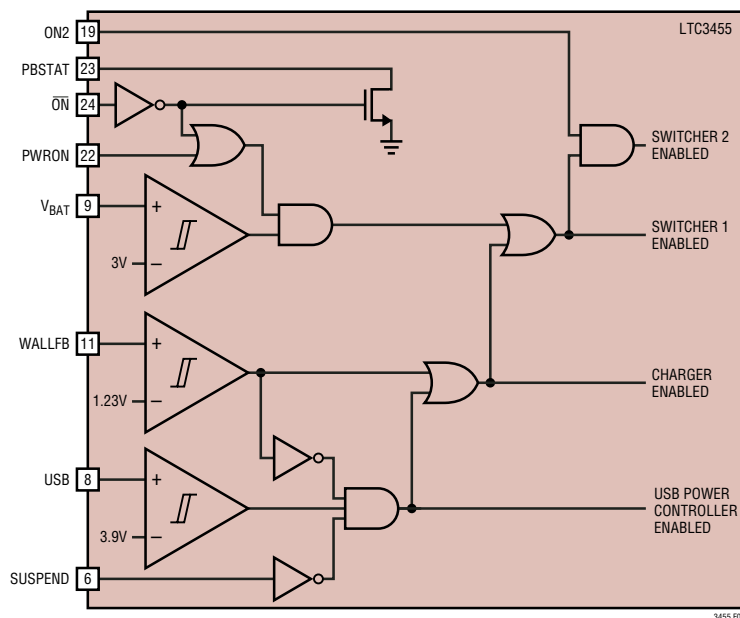 LTC3455
ON2 19
PBSTAT 23
ON 24
PWRON 22
VBAT 9
+
3V –
WALLFB 11
+
1.23V –
USB 8
+
3.9V –
SUSPEND 6
SWITCHER 2
ENABLED
SWITCHER 1
ENABLED
CHARGER
ENABLED
USB POWER
CONTROLLER
ENABLED